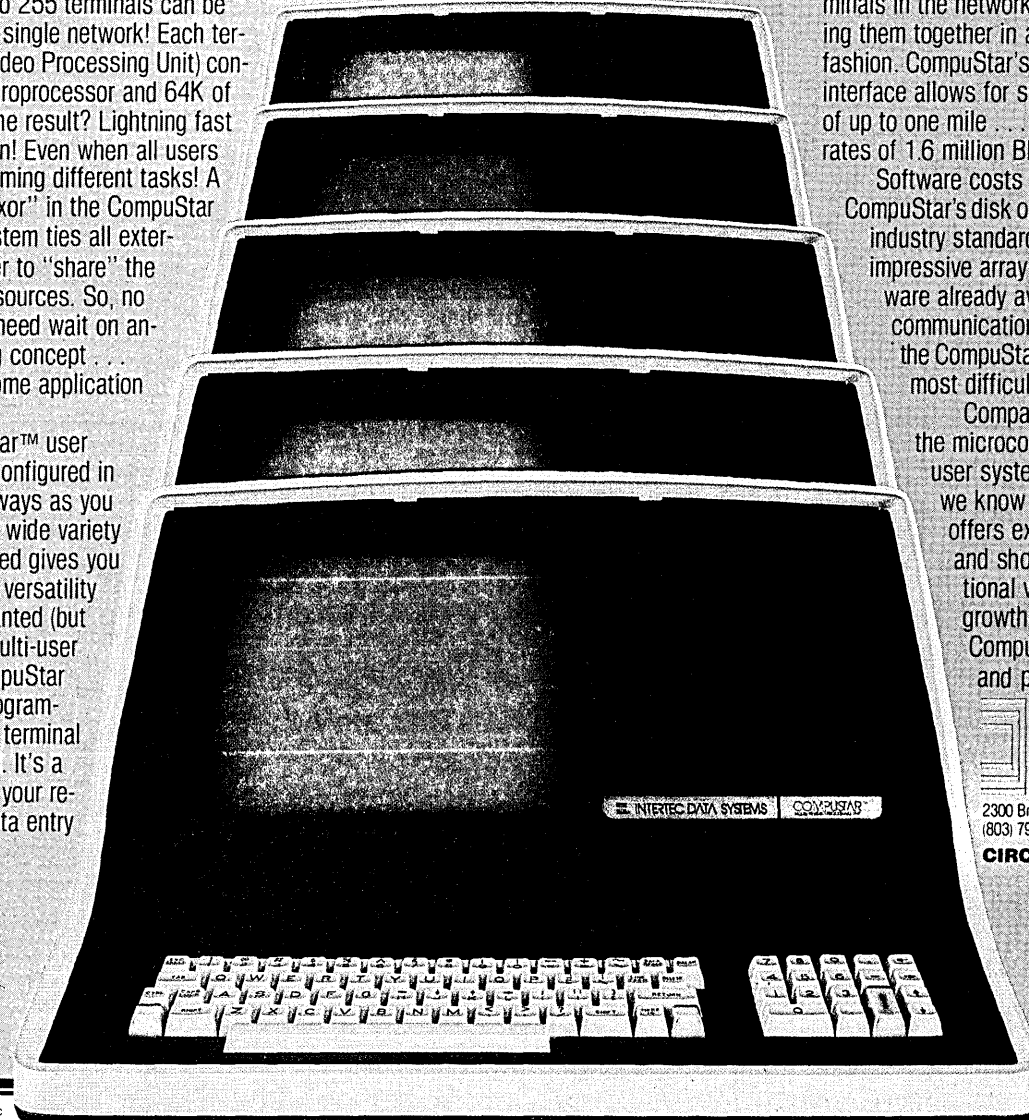 o 255 terminals can be
single network! Each ter-
deo Processing Unit) con-
roprocessor and 64K of
ne result? Lightning fast
n! Even when all users
ming different tasks! A
xor" in the CompuStar
stem ties all exter-
r to "share" the
sources. So, no
need wait on an-
concept ...
ome application
ar™ user
onfigured in
ways as you
wide variety
ed gives you
versatility
nted (but
ulti-user
puStar
ogram-
terminal
. It's a
your re-
ta entry
minals in the network
ing them together in a
fashion. CompuStar's
interface allows for s
of up to one mile ...
rates of 1.6 million B
Software costs
CompuStar's disk o
industry standar
impressive array
ware already av
communication
the CompuSta
most difficul
Compa
the microco
user syste
we know
offers ex
and sho
tional v
growth
Compu
and p
INTERTEC DATA SYSTEMS COMPUSTAR
2300 B
(803) 79
CIRC
Q W E R T Y U I O P
A S D F G
Z X C V B N M